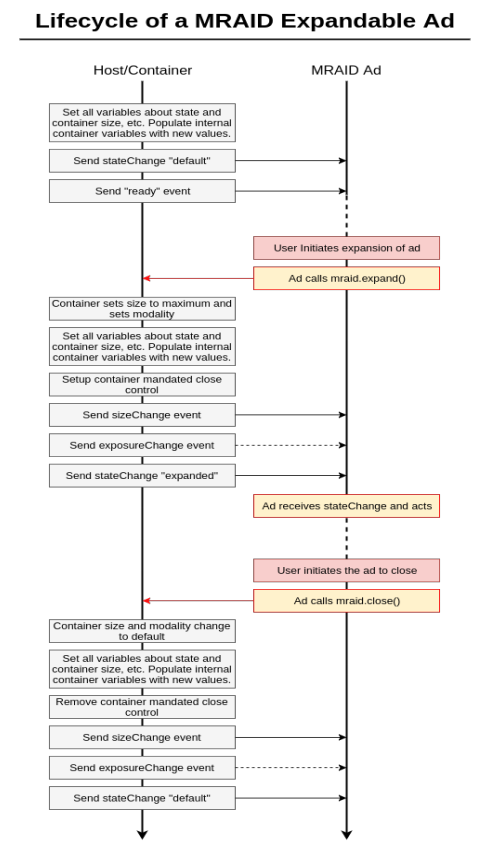 Lifecycle of a MRAID Expandable Ad
Host/Container
MRAID Ad
Set all variables about state and
container size, etc. Populate internal
container variables with new values.
Send stateChange "default"
Send "ready" event
User Initiates expansion of ad
Ad calls mraid.expand()
Container sets size to maximum and
sets modality
Set all variables about state and
container size, etc. Populate internal
container variables with new values.
Setup container mandated close
control
Send sizeChange event
Send exposureChange event
Send stateChange "expanded"
Ad receives stateChange and acts
User initiates the ad to close
Ad calls mraid.close()
Container size and modality change
to default
Set all variables about state and
container size, etc. Populate internal
container variables with new values.
Remove container mandated close
control
Send sizeChange event
Send exposureChange event
Send stateChange "default"